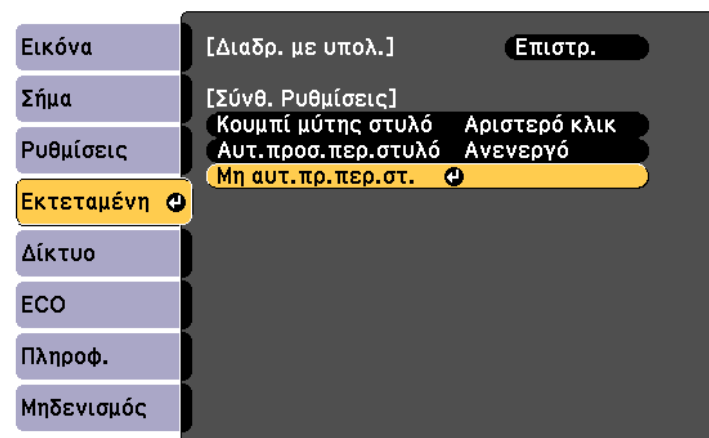 Εικόνα
Σήμα
Ρυθμίσεις
Εκτεταμένη
Δίκτυο
ECO
Πληροφ.
Μηδενισμός
[Διαδρ. με υπολ.] Επιστρ.
[Σύνθ. Ρυθμίσεις]
Κουμπί μύτης στυλό Αριστερό κλικ
Αυτ.προσ.περ.στυλό Ανενεργό
Μη αυτ.πρ.περ.στ.